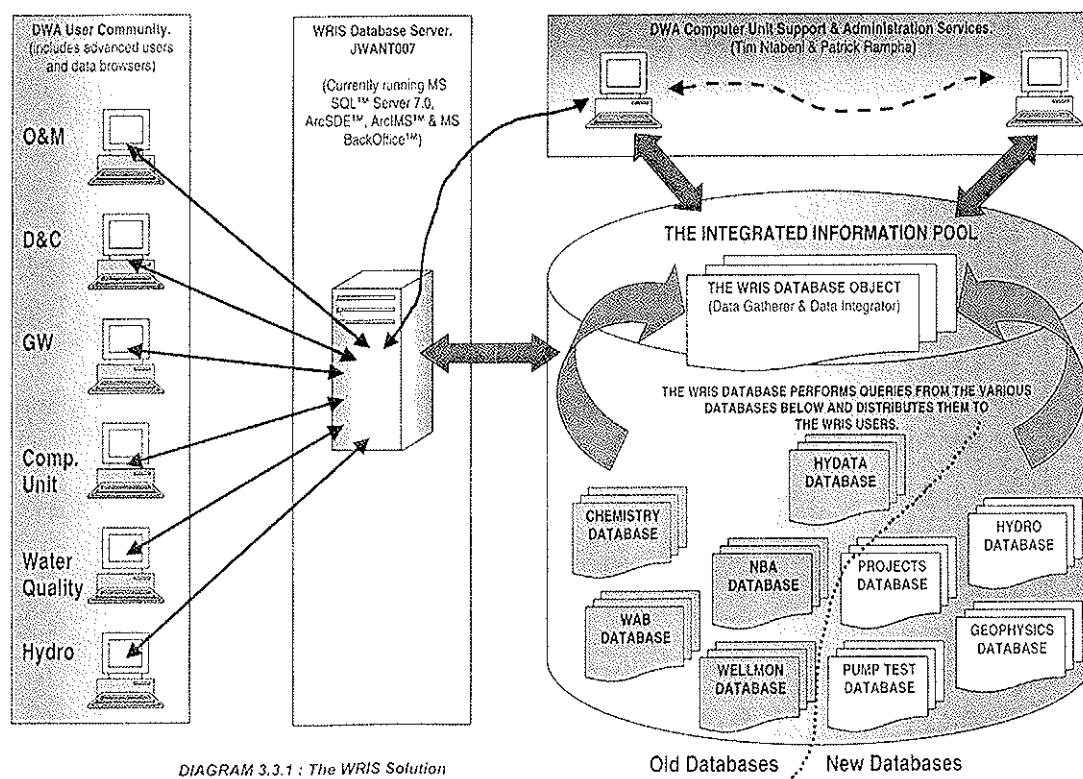 DWA User Community.
(includes advanced users
and data browsers)
O&M
D&C
GW
Comp.
Unit
Water
Quality
Hydro
WRIS Database Server.
JWANT007
(Currently running MS
SQL™ Server 7.0,
ArcSDE™, ArcIMS™ & MS
BackOffice™)
DWA Computer Unit Support & Administration Services.
(Tim Ntabeni & Patrick Rampha)
THE INTEGRATED INFORMATION POOL
THE WRIS DATABASE OBJECT
(Data Gatherer & Data Integrator)
THE WRIS DATABASE PERFORMS QUERIES FROM THE VARIOUS
DATABASES BELOW AND DISTRIBUTES THEM TO
THE WRIS USERS.
HYDATA
DATABASE
CHEMISTRY
DATABASE
HYDRO
DATABASE
NBA
DATABASE
PROJECTS
DATABASE
WAB
DATABASE
GEOPHYSICS
DATABASE
WELLMON
DATABASE
PUMP TEST
DATABASE
Old Databases
New Databases
DIAGRAM 3.3.1 : The WRIS Solution